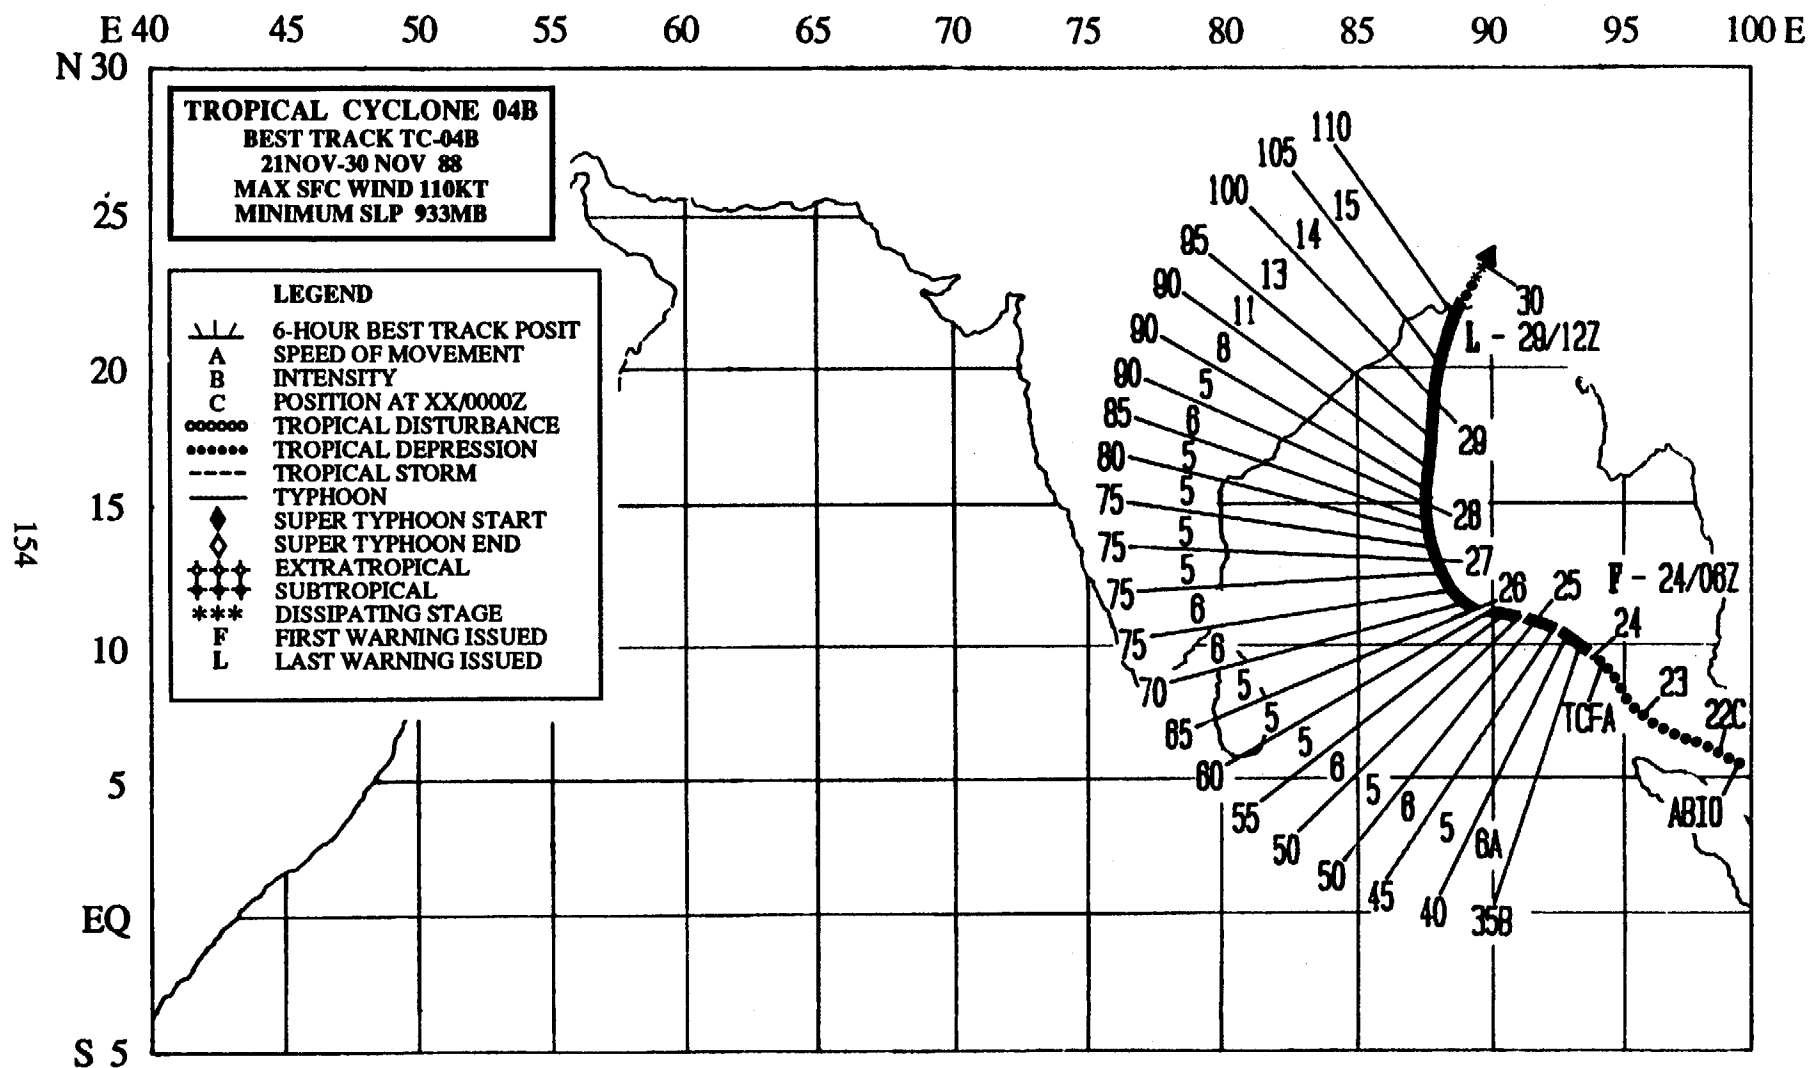 E 40 45 50 55 60 65 70 75 80 85 90 95 100 E
N 30
25
20
15
10
5
EQ
S 5
TROPICAL CYCLONE 04B
BEST TRACK TC-04B
21NOV-30 NOV 88
MAX SFC WIND 110KT
MINIMUM SLP 933MB
LEGEND
6-HOUR BEST TRACK POSIT
A SPEED OF MOVEMENT
B INTENSITY
C POSITION AT XX/0000Z
TROPICAL DISTURBANCE
TROPICAL DEPRESSION
TROPICAL STORM
TYPHOON
SUPER TYPHOON START
SUPER TYPHOON END
EXTRATROPICAL
SUBTROPICAL
*** DISSIPATING STAGE
F FIRST WARNING ISSUED
L LAST WARNING ISSUED
110
105
100
95
90
90
90
85
80
75
75
75
75
70
65
60
55
50
50
45
40
35B
15
14
13
11
8
5
6
5
5
5
5
6
6
5
5
5
6
5
6
5
6A
30
L - 29/12Z
29
28
27
26
25
F - 24/06Z
24
23
22C
TCFA
ABIO
154